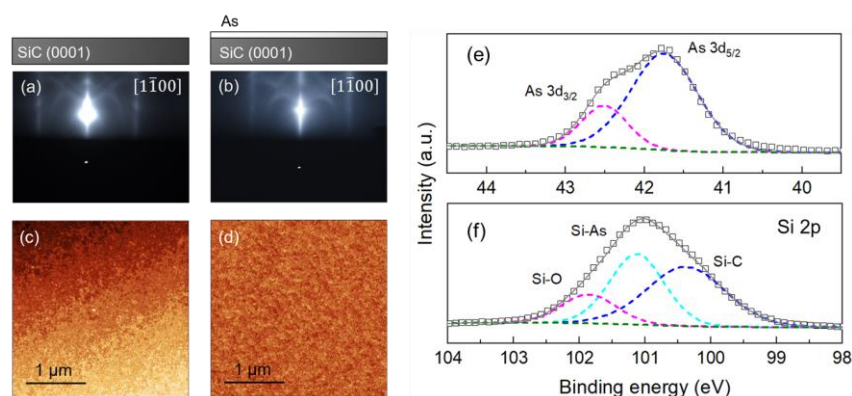 As
SiC (0001)
SiC (0001)
(a)
[11̅00]
(b)
[11̅00]
(c)
1 µm
(d)
1 µm
(e)
As 3d5/2
As 3d3/2
44 43 42 41 40
Intensity (a.u.)
(f)
Si 2p
Si-As
Si-O
Si-C
104 103 102 101 100 99 98
Binding energy (eV)